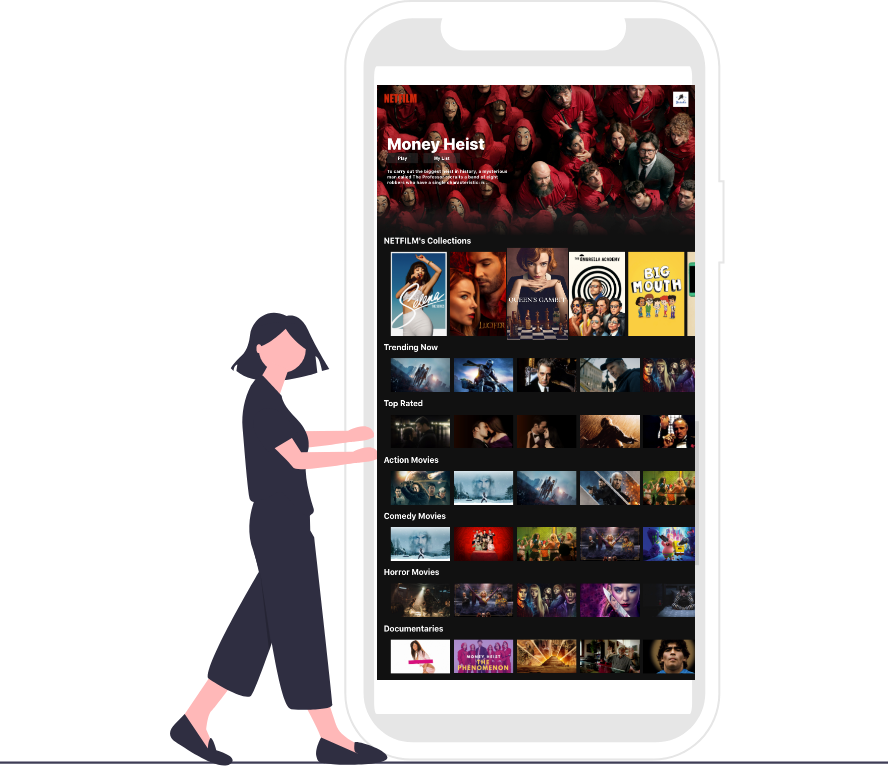 NETFILM
Money Heist
Play
My List
To carry out the biggest heist in history, a mysterious
man called The Professor recruits a band of eight
robbers who have a single characteristic: n...
NETFILM's Collections
Selena
THE SERIES
LUCIFER
QUEEN'S GAMBIT
THE UMBRELLA ACADEMY
BIG
MOUTH
Trending Now
Top Rated
Action Movies
Comedy Movies
Horror Movies
Documentaries
MONEY HEIST
THE
PHENOMENON